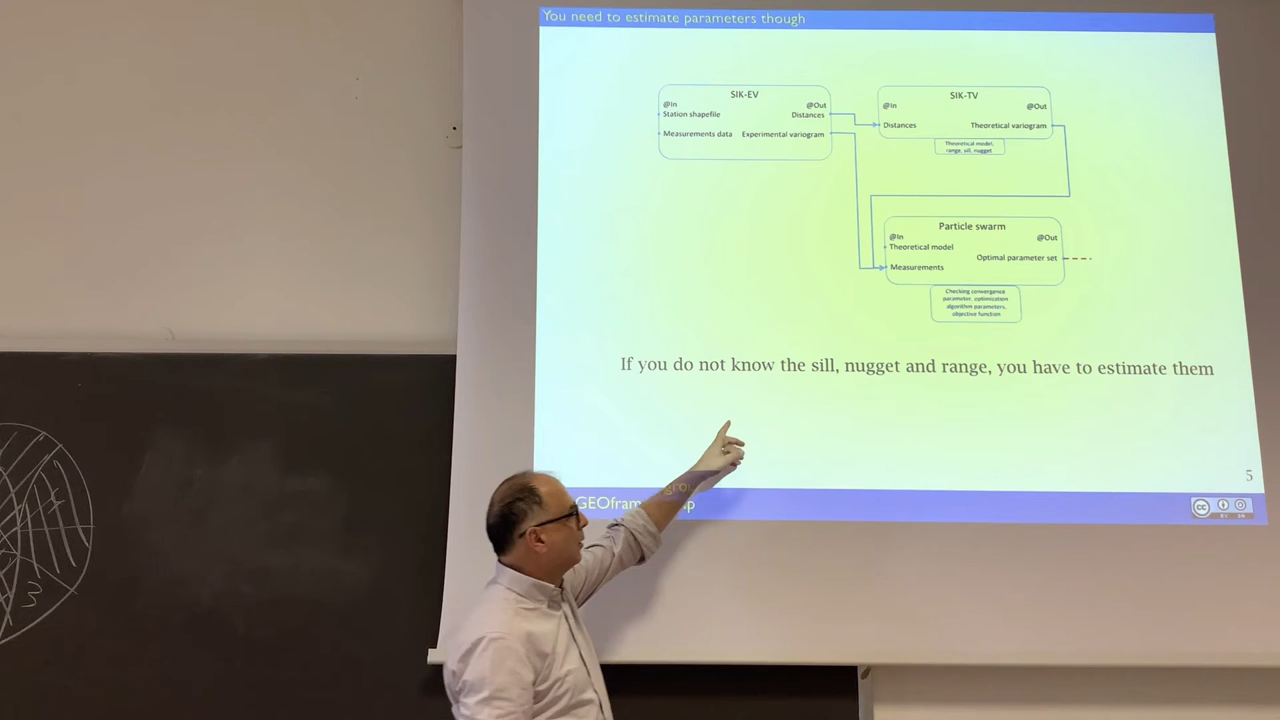 You need to estimate parameters though
SIK-EV
@In
@Out
Station shapefile
Distances
Measurements data
Experimental variogram
SIK-TV
@In
@Out
Distances
Theoretical variogram
Theoretical model,
range, sill, nugget
Particle swarm
@In
@Out
Theoretical model
Optimal parameter set
Measurements
Checking convergence
parameter, optimization
algorithm parameters,
objective function
If you do not know the sill, nugget and range, you have to estimate them
5
cc
3